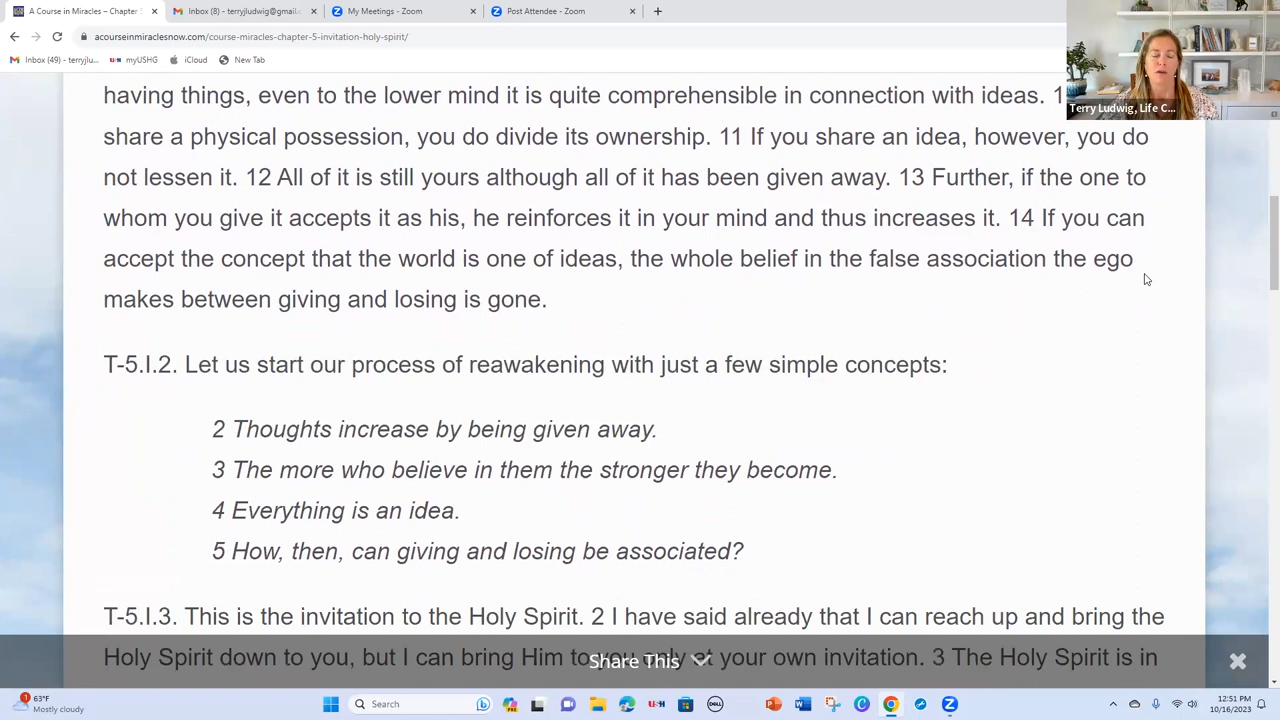 A Course in Miracles – Chapter 5
Inbox (8) - terryjludwig@gmail.c
My Meetings - Zoom
Post Attendee - Zoom
acourseinmiraclesnow.com/course-miracles-chapter-5-invitation-holy-spirit/
Inbox (49) - terryjlu...
myUSHG
iCloud
New Tab
Terry Ludwig, Life C...
having things, even to the lower mind it is quite comprehensible in connection with ideas. 1
share a physical possession, you do divide its ownership. 11 If you share an idea, however, you do
not lessen it. 12 All of it is still yours although all of it has been given away. 13 Further, if the one to
whom you give it accepts it as his, he reinforces it in your mind and thus increases it. 14 If you can
accept the concept that the world is one of ideas, the whole belief in the false association the ego
makes between giving and losing is gone.
T-5.I.2. Let us start our process of reawakening with just a few simple concepts:
2 Thoughts increase by being given away.
3 The more who believe in them the stronger they become.
4 Everything is an idea.
5 How, then, can giving and losing be associated?
T-5.I.3. This is the invitation to the Holy Spirit. 2 I have said already that I can reach up and bring the
Holy Spirit down to you, but I can bring Him to you only at your own invitation. 3 The Holy Spirit is in
Share This
1
63°F
Mostly cloudy
Search
USH
DELL
12:51 PM
10/16/2023